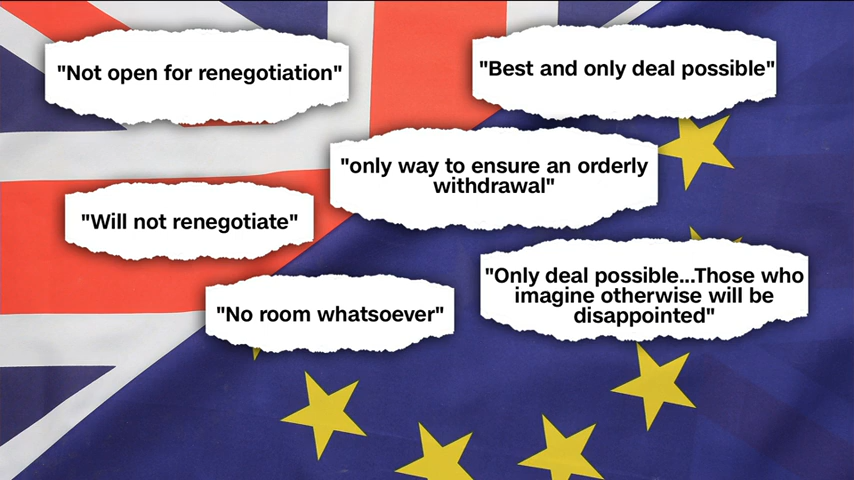 "Not open for renegotiation"
"Best and only deal possible"
"only way to ensure an orderly
withdrawal"
"Will not renegotiate"
"Only deal possible...Those who
imagine otherwise will be
disappointed"
"No room whatsoever"